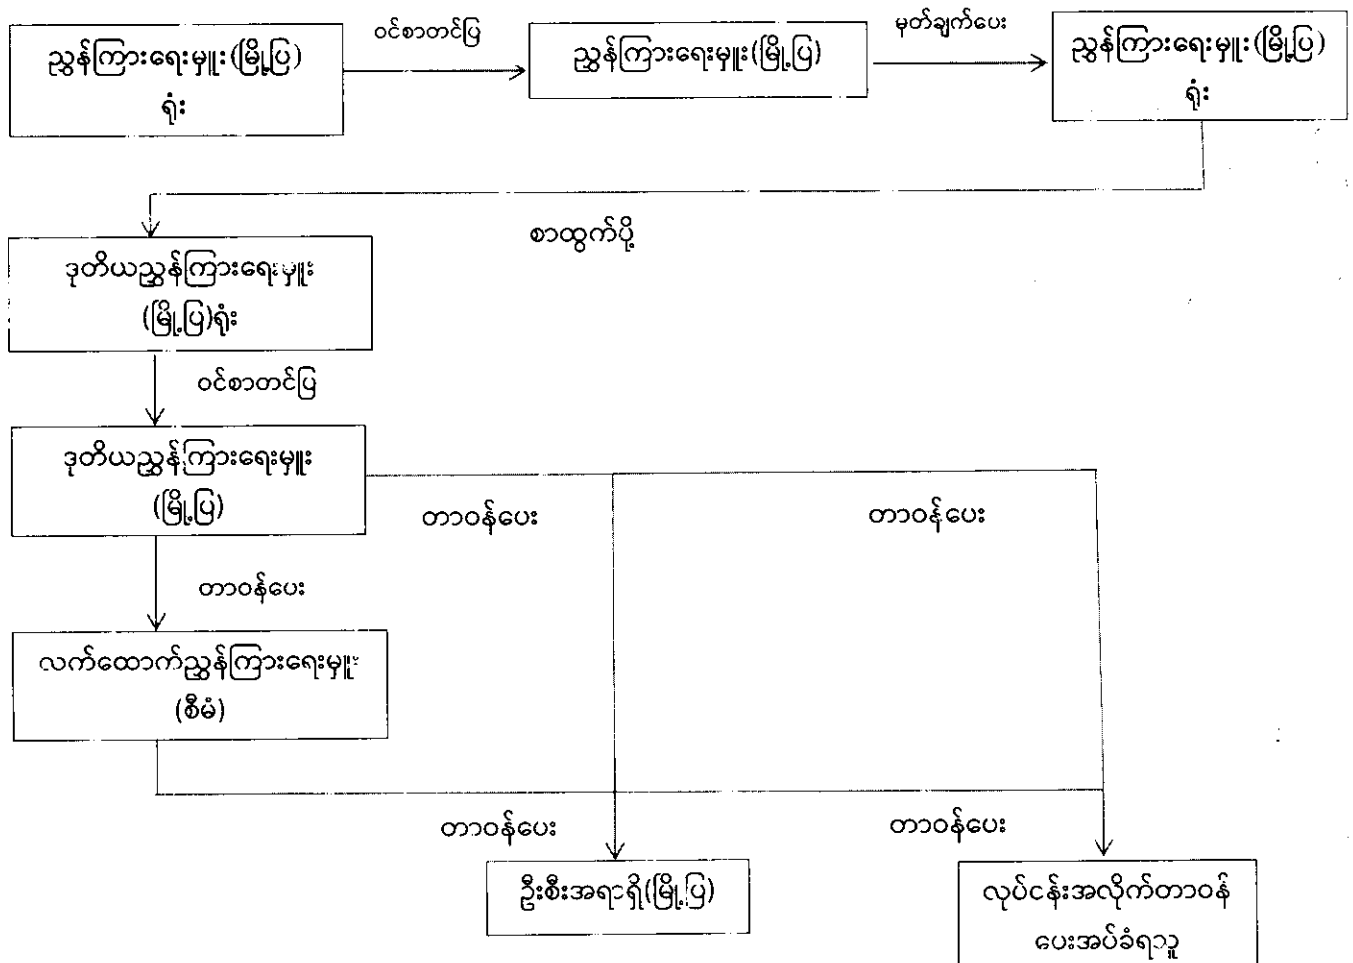 ညွှန်ကြားရေးမှူး(မြို့ပြ)
ရုံး
ဝင်စာတင်ပြ
ညွှန်ကြားရေးမှူး(မြို့ပြ)
မှတ်ချက်ပေး
ညွှန်ကြားရေးမှူး(မြို့ပြ)
ရုံး
စာထွက်ပို့
ဒုတိယညွှန်ကြားရေးမှူး
(မြို့ပြ)ရုံး
ဝင်စာတင်ပြ
ဒုတိယညွှန်ကြားရေးမှူး
(မြို့ပြ)
တာဝန်ပေး
တာဝန်ပေး
တာဝန်ပေး
လက်ထောက်ညွှန်ကြားရေးမှူး
(စီမံ)
တာဝန်ပေး
တာဝန်ပေး
ဦးစီးအရာရှိ(မြို့ပြ)
လုပ်ငန်းအလိုက်တာဝန်
ပေးအပ်ခံရသူ